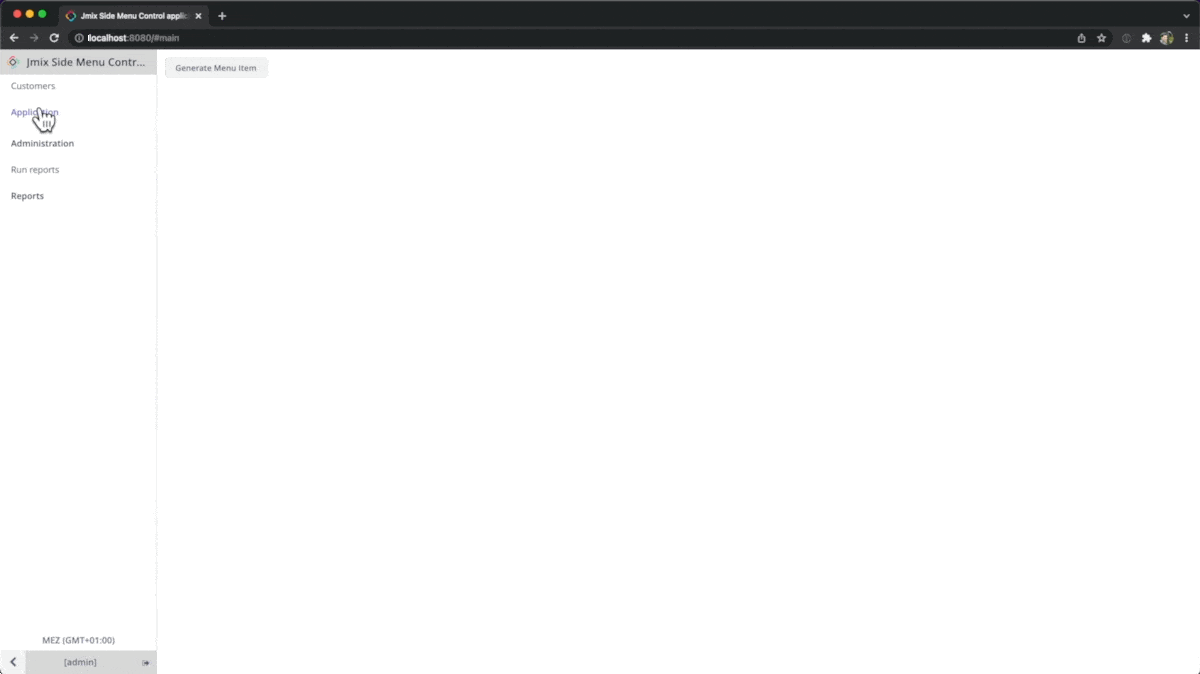 Jmix Side Menu Control applic
localhost:8080/#main
Jmix Side Menu Contr...
Generate Menu Item
Customers
Application
Administration
Run reports
Reports
MEZ (GMT+01:00)
[admin]